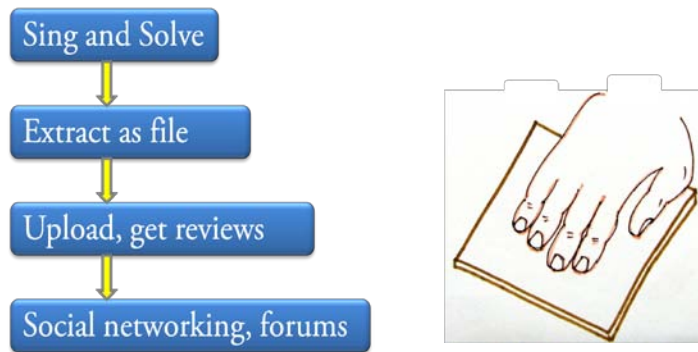 Sing and Solve
Extract as file
Upload, get reviews
Social networking, forums